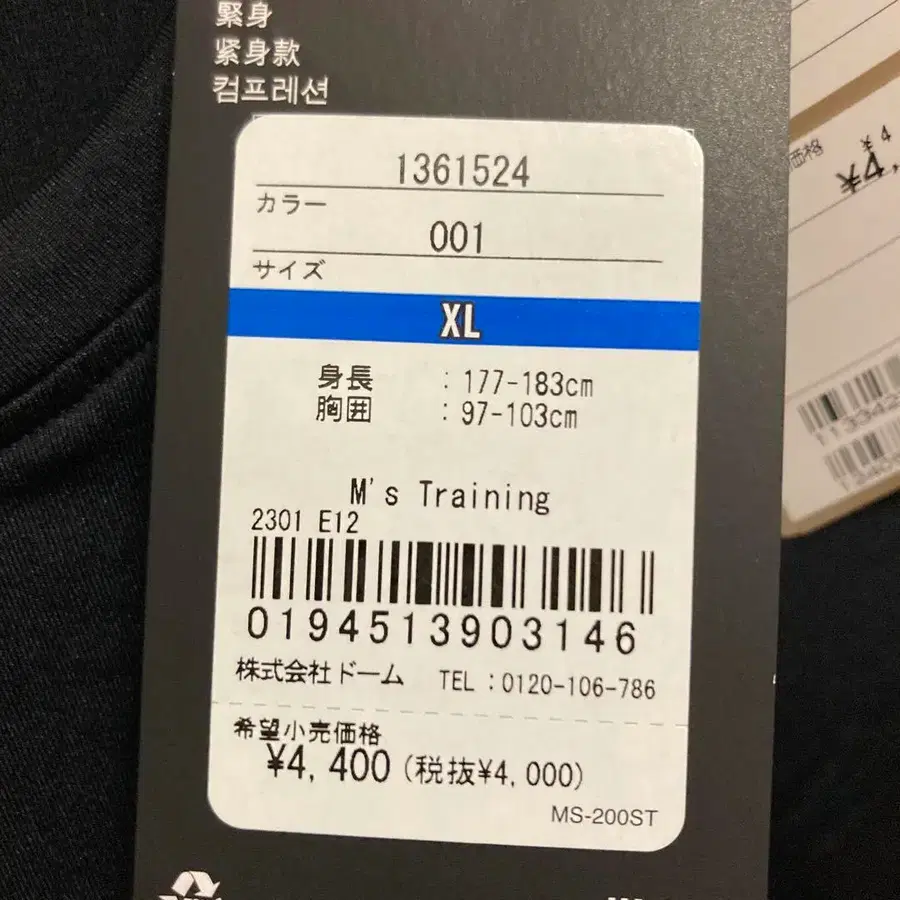 緊身
紧身款
컴프레션
1361524
カラー
001
サイズ
XL
身長 : 177-183cm
胸囲 : 97-103cm
M's Training
2301 E12
0194513903146
株式会社ドーム TEL：0120-106-786
希望小売価格
¥4,400(税抜¥4,000)
MS-200ST
価格